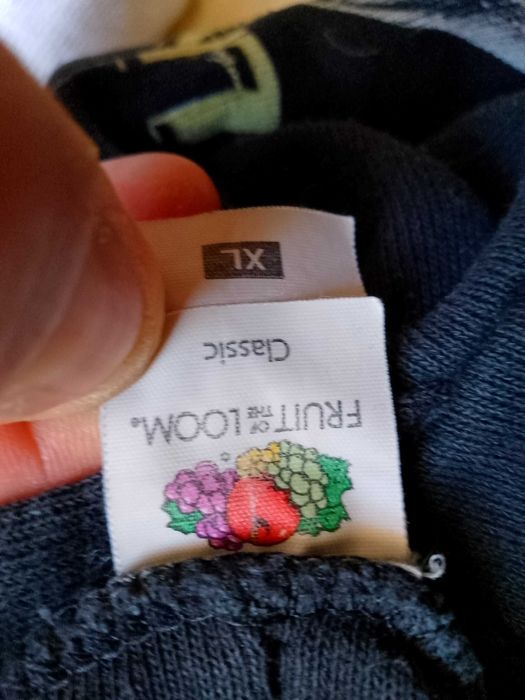 FRUIT OF THE LOOM®
Classic
XL